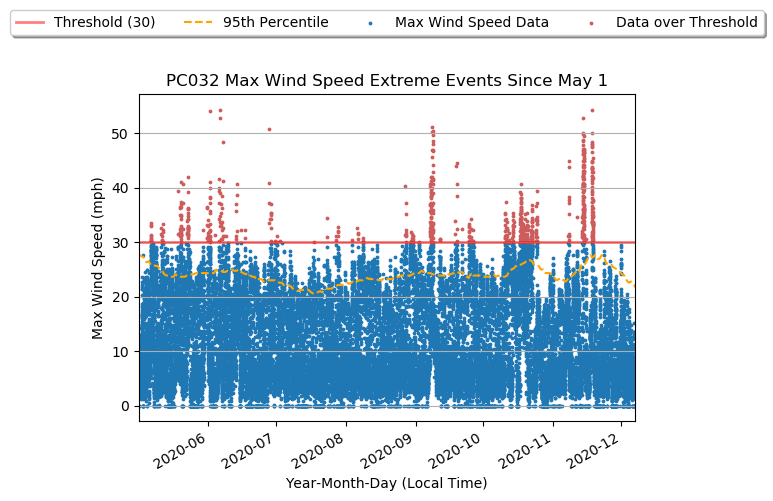 Threshold (30) 95th Percentile Max Wind Speed Data Data over Threshold
PC032 Max Wind Speed Extreme Events Since May 1
50
40
30
20
10
0
Max Wind Speed (mph)
2020-06 2020-07 2020-08 2020-09 2020-10 2020-11 2020-12
Year-Month-Day (Local Time)